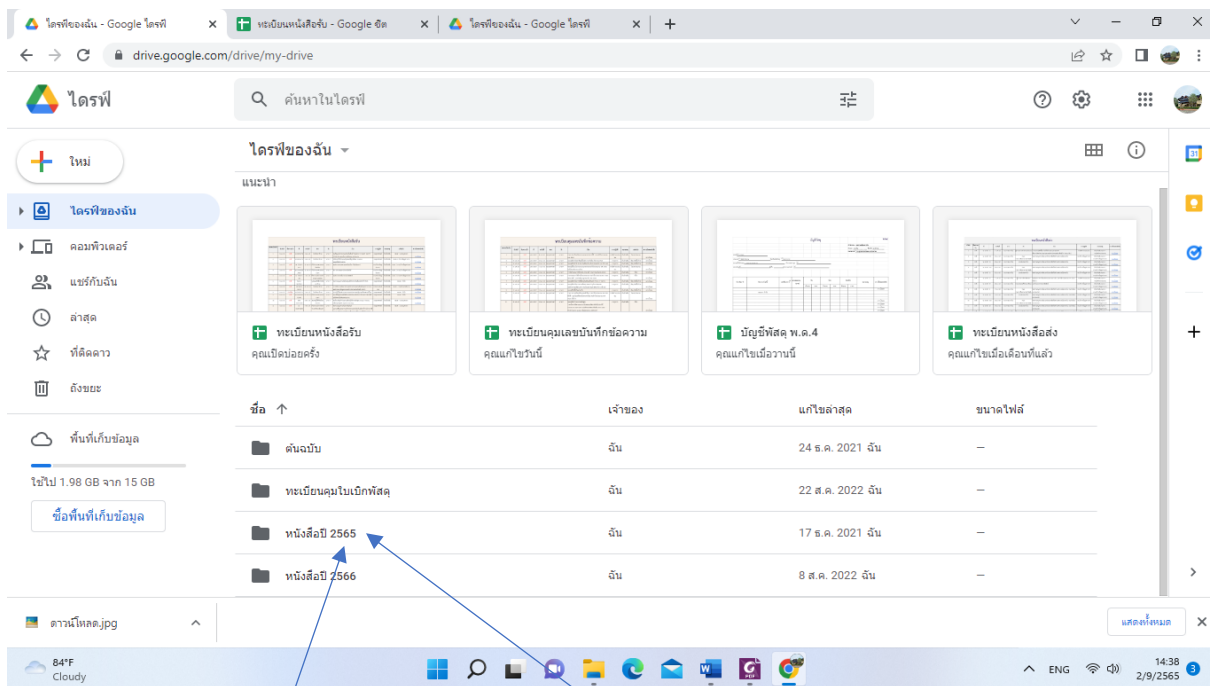 ไดรฟ์ของฉัน - Google ไดรฟ์
ทะเบียนหนังสือรับ - Google ชีต
ไดรฟ์ของฉัน - Google ไดรฟ์
drive.google.com/drive/my-drive
ไดรฟ์
ค้นหาในไดรฟ์
ใหม่
ไดรฟ์ของฉัน
คอมพิวเตอร์
แชร์กับฉัน
ล่าสุด
ที่ติดดาว
ถังขยะ
พื้นที่เก็บข้อมูล
ใช้ไป 1.98 GB จาก 15 GB
ซื้อพื้นที่เก็บข้อมูล
ไดรฟ์ของฉัน
แนะนำ
ทะเบียนหนังสือรับ
คุณเปิดบ่อยครั้ง
ทะเบียนคุมเลขบันทึกข้อความ
คุณแก้ไขวันนี้
บัญชีพัสดุ พ.ด.4
คุณแก้ไขเมื่อวานนี้
ทะเบียนหนังสือส่ง
คุณแก้ไขเมื่อเดือนที่แล้ว
ชื่อ เจ้าของ แก้ไขล่าสุด ขนาดไฟล์
ต้นฉบับ ฉัน 24 ธ.ค. 2021 ฉัน —
ทะเบียนคุมใบเบิกพัสดุ ฉัน 22 ส.ค. 2022 ฉัน —
หนังสือปี 2565 ฉัน 17 ธ.ค. 2021 ฉัน —
หนังสือปี 2566 ฉัน 8 ส.ค. 2022 ฉัน —
31
ดาวน์โหลด.jpg
แสดงทั้งหมด
84°F
Cloudy
ENG
14:38
2/9/2565
3